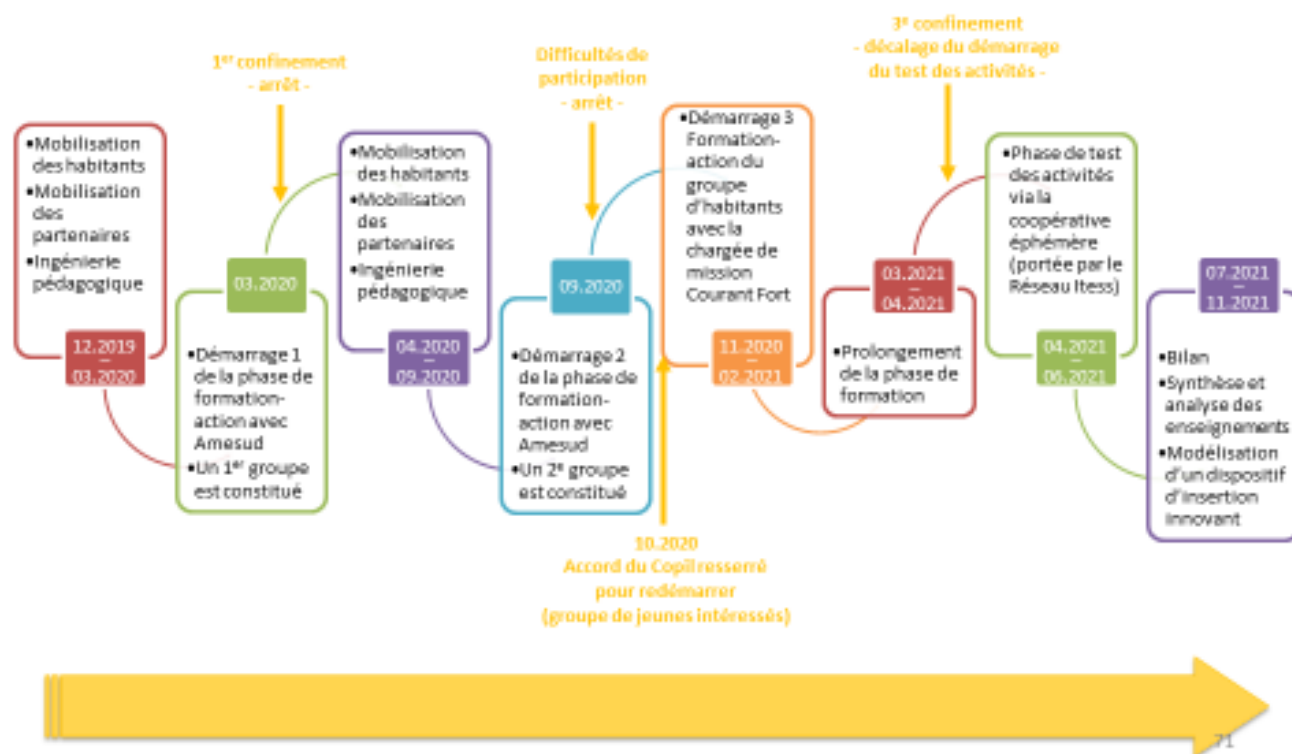 1er confinement
- arrêt -
Difficultés de
participation
- arrêt -
3e confinement
- décalage du démarrage
du test des activités -
•Mobilisation
des habitants
•Mobilisation
des
partenaires
•Ingénierie
pédagogique
12.2019
–
03.2020
03.2020
•Démarrage 1
de la phase de
formation-
action avec
Amesud
•Un 1er groupe
est constitué
•Mobilisation
des habitants
•Mobilisation
des
partenaires
•Ingénierie
pédagogique
04.2020
–
09.2020
09.2020
•Démarrage 2
de la phase de
formation-
action avec
Amesud
•Un 2e groupe
est constitué
10.2020
Accord du Copil resserré
pour redémarrer
(groupe de jeunes intéressés)
•Démarrage 3
Formation-
action du
groupe
d'habitants
avec la
chargée de
mission
Courant Fort
11.2020
–
02.2021
03.2021
–
04.2021
•Prolongement
de la phase de
formation
•Phase de test
des activités
via la
coopérative
éphémère
(portée par le
Réseau Itess)
04.2021
–
06.2021
07.2021
–
11.2021
•Bilan
•Synthèse et
analyse des
enseignements
•Modélisation
d'un dispositif
d'insertion
innovant
71